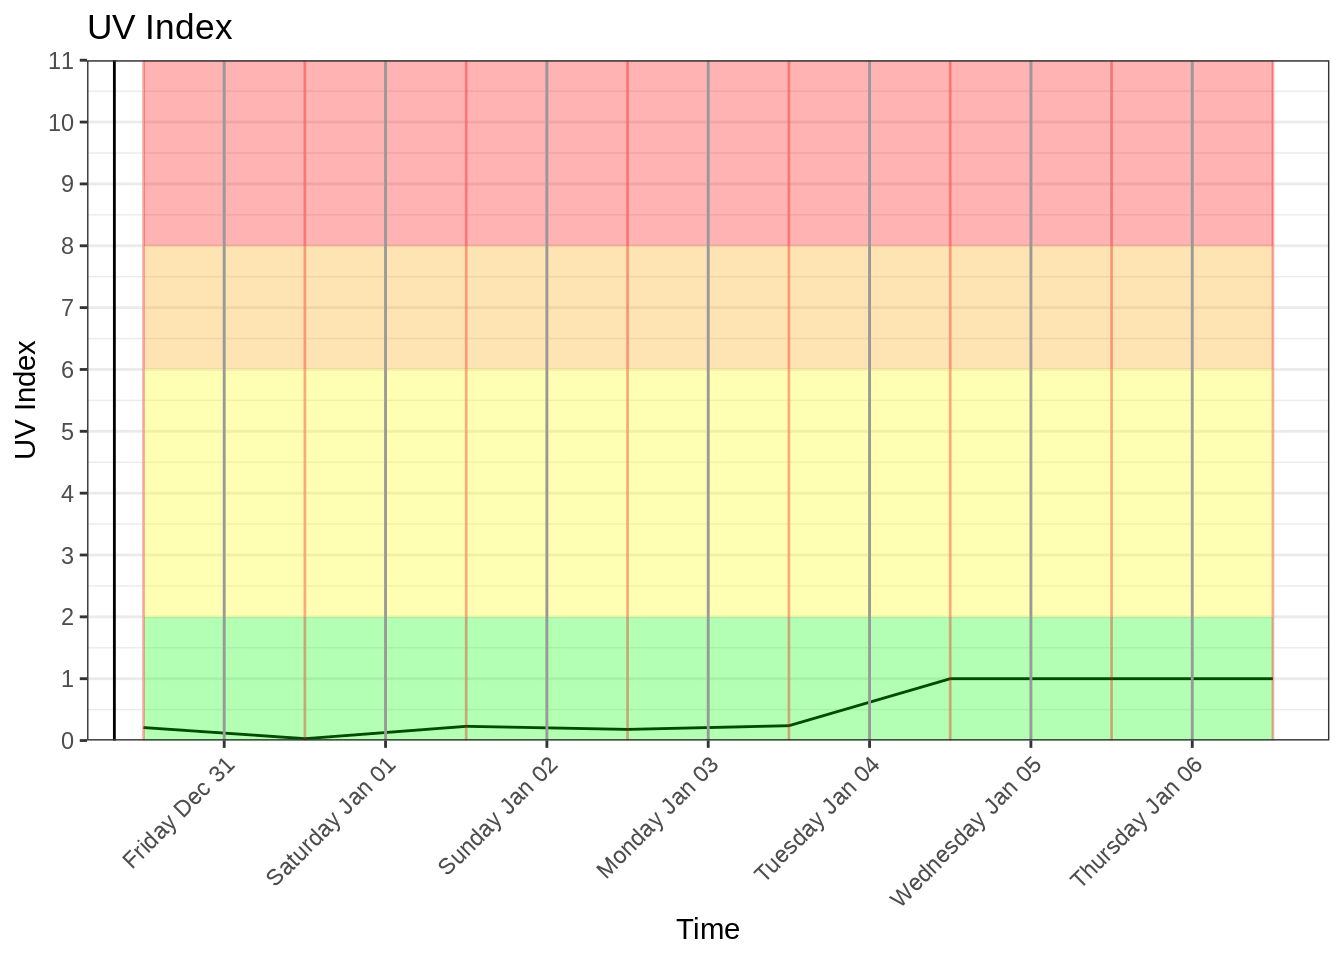 UV Index
11
10
9
8
7
6
5
4
3
2
1
0
UV Index
Friday Dec 31
Saturday Jan 01
Sunday Jan 02
Monday Jan 03
Tuesday Jan 04
Wednesday Jan 05
Thursday Jan 06
Time